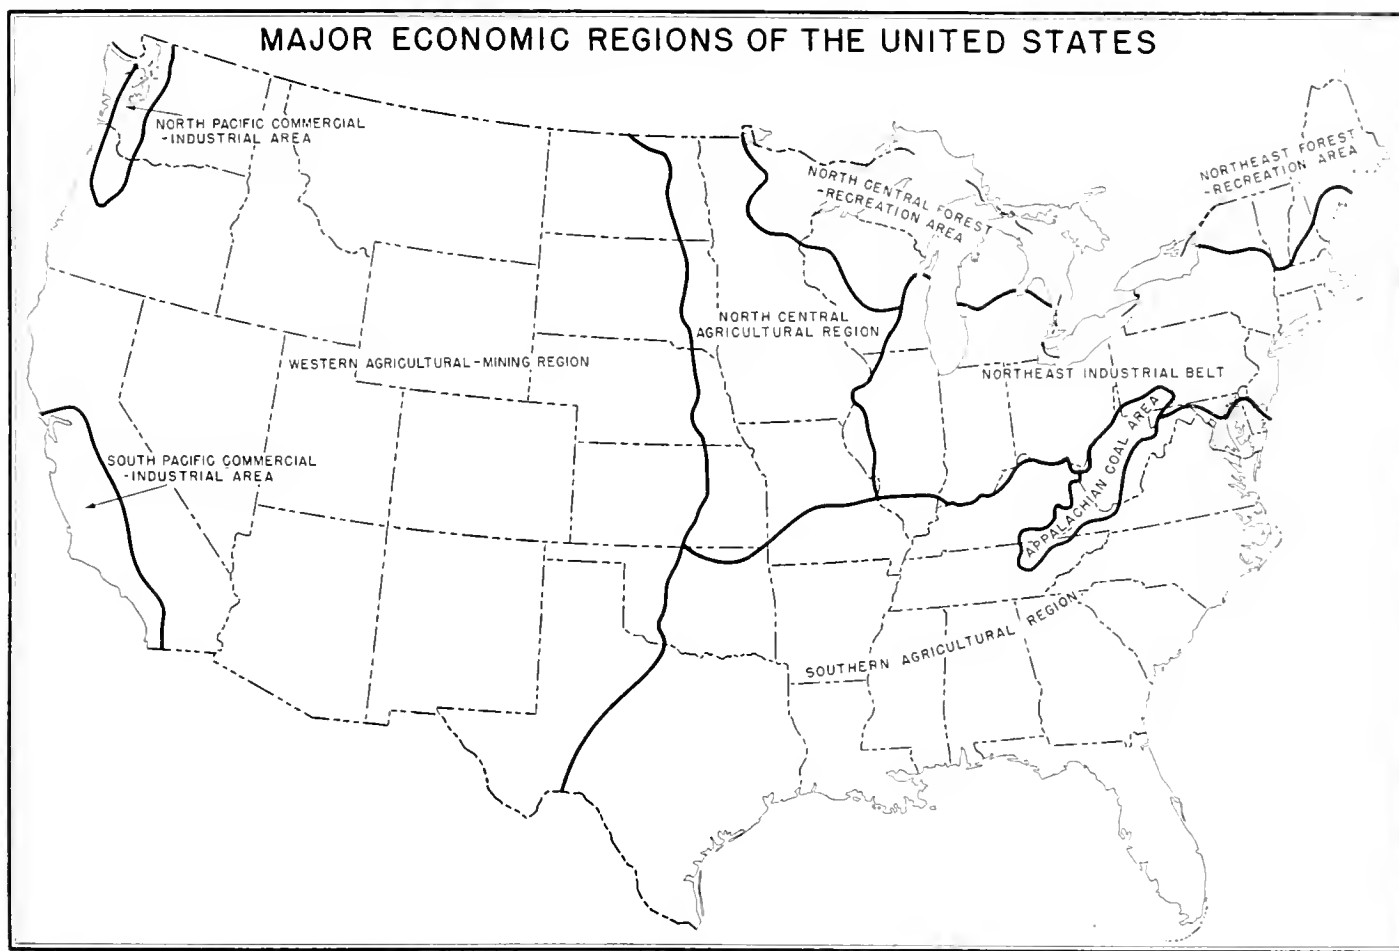 MAJOR ECONOMIC REGIONS OF THE UNITED STATES
NORTH PACIFIC COMMERCIAL
-INDUSTRIAL AREA
NORTH CENTRAL FOREST
-RECREATION AREA
NORTHEAST FOREST
-RECREATION AREA
NORTH CENTRAL
AGRICULTURAL REGION
WESTERN AGRICULTURAL-MINING REGION
NORTHEAST INDUSTRIAL BELT
SOUTH PACIFIC COMMERCIAL
-INDUSTRIAL AREA
APPALACHIAN COAL AREA
SOUTHERN AGRICULTURAL REGION